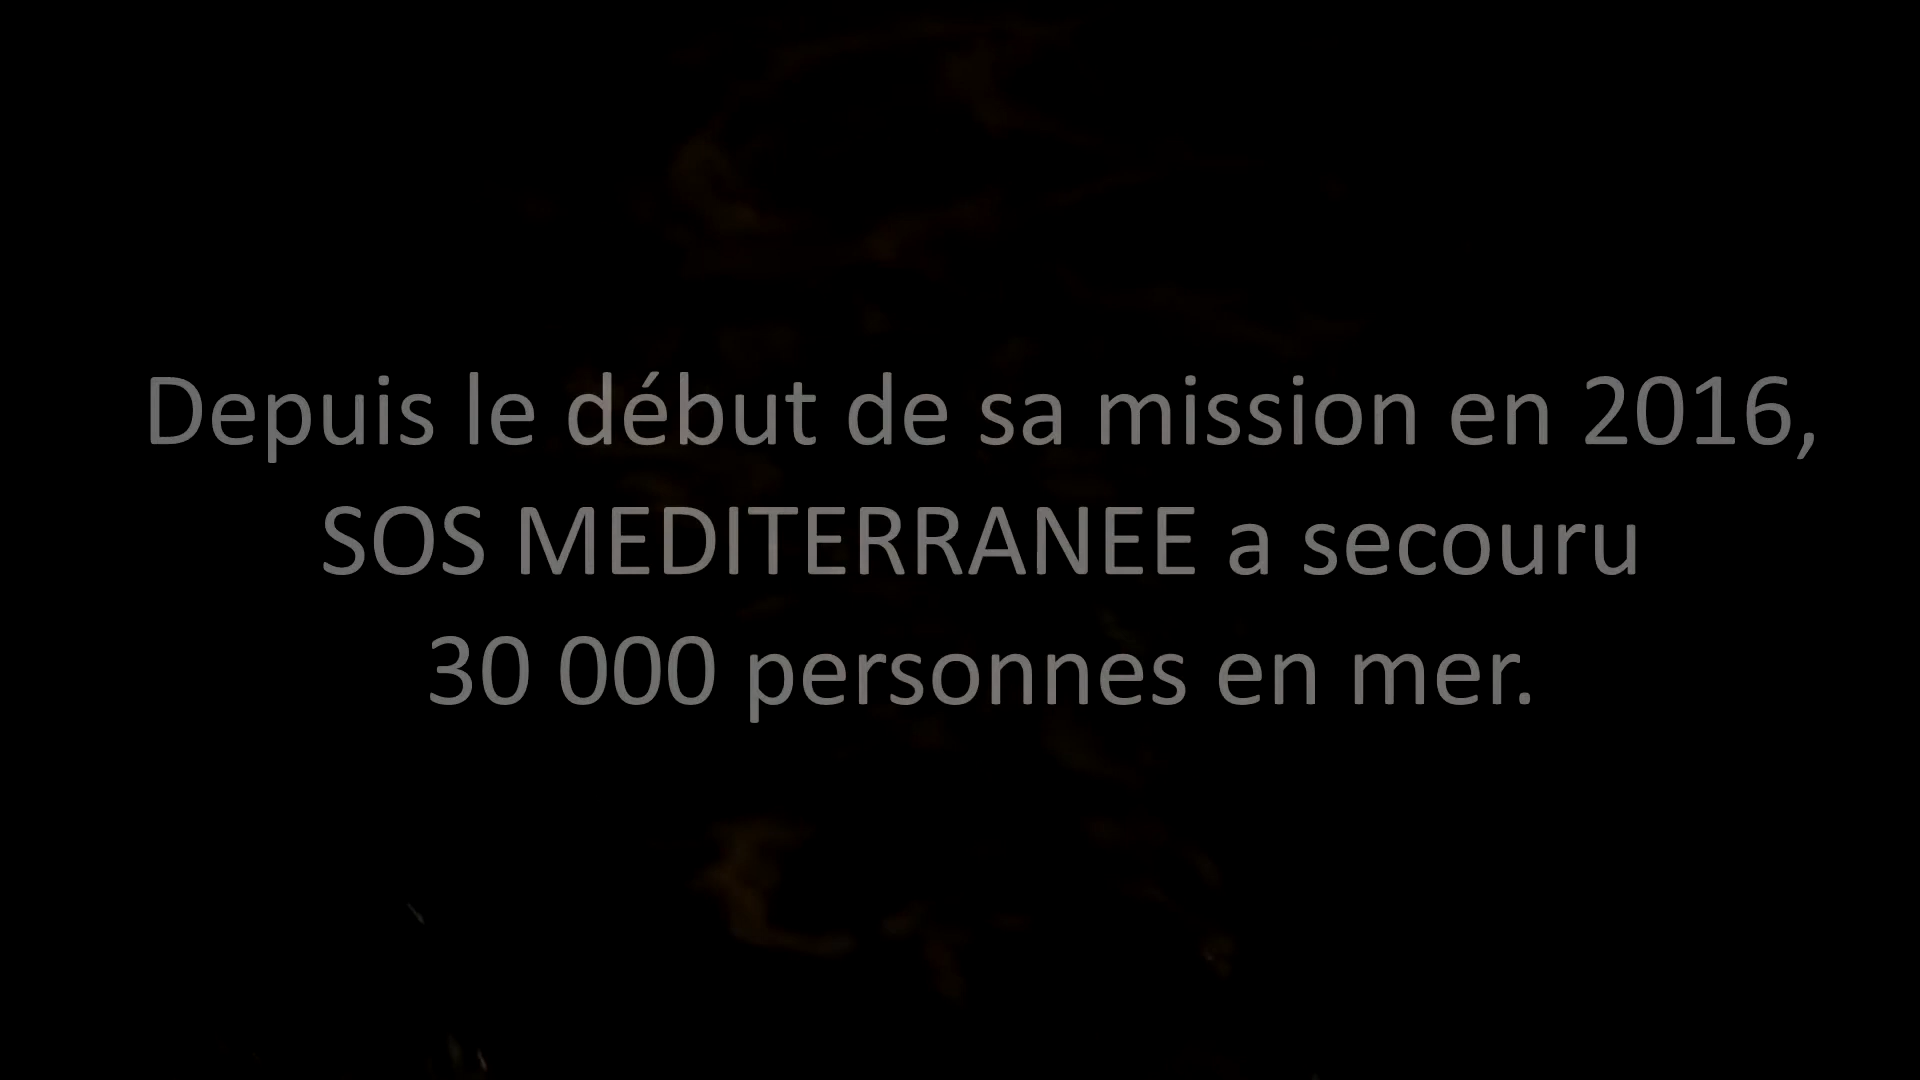 Depuis le début de sa mission en 2016,
SOS MEDITERRANEE a secouru
30 000 personnes en mer.